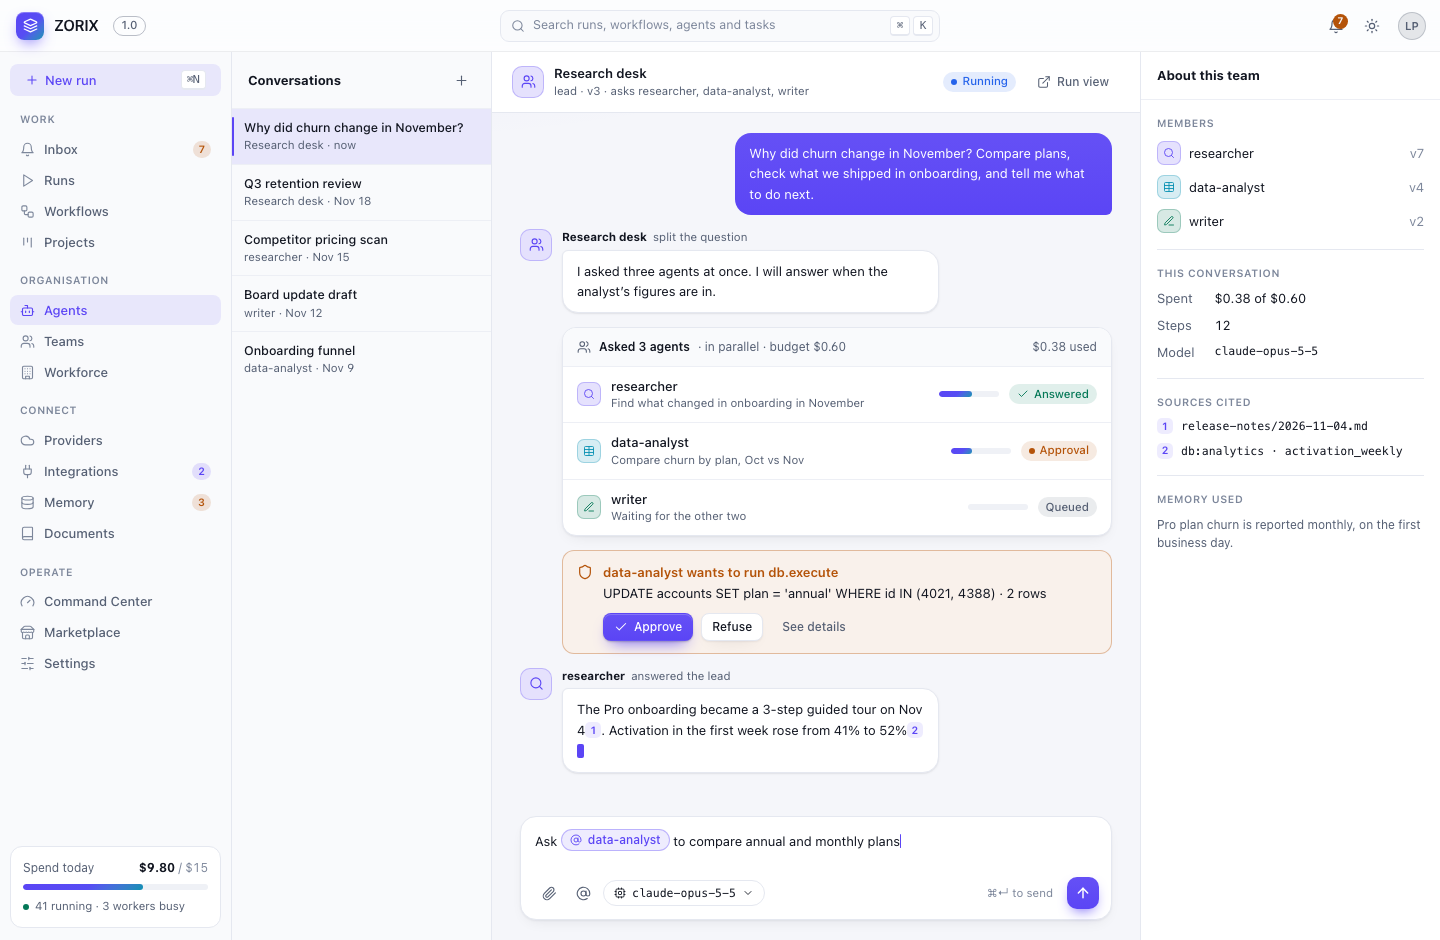 ZORIX
1.0
Search runs, workflows, agents and tasks
⌘ K
7
LP
+ New run
⌘N
WORK
Inbox
7
Runs
Workflows
Projects
ORGANISATION
Agents
Teams
Workforce
CONNECT
Providers
Integrations
2
Memory
3
Documents
OPERATE
Command Center
Marketplace
Settings
Spend today
$9.80 / $15
41 running · 3 workers busy
Conversations
Why did churn change in November?
Research desk · now
Q3 retention review
Research desk · Nov 18
Competitor pricing scan
researcher · Nov 15
Board update draft
writer · Nov 12
Onboarding funnel
data-analyst · Nov 9
Research desk
lead · v3 · asks researcher, data-analyst, writer
Running
Run view
Why did churn change in November? Compare plans,
check what we shipped in onboarding, and tell me what
to do next.
Research desk split the question
I asked three agents at once. I will answer when the
analyst’s figures are in.
Asked 3 agents · in parallel · budget $0.60
$0.38 used
researcher
Find what changed in onboarding in November
Answered
data-analyst
Compare churn by plan, Oct vs Nov
Approval
writer
Waiting for the other two
Queued
data-analyst wants to run db.execute
UPDATE accounts SET plan = 'annual' WHERE id IN (4021, 4388) · 2 rows
Approve
Refuse
See details
researcher answered the lead
The Pro onboarding became a 3-step guided tour on Nov
4 1 . Activation in the first week rose from 41% to 52% 2
Ask @ data-analyst to compare annual and monthly plans
claude-opus-5-5
⌘↵ to send
About this team
MEMBERS
researcher
v7
data-analyst
v4
writer
v2
THIS CONVERSATION
Spent $0.38 of $0.60
Steps 12
Model claude-opus-5-5
SOURCES CITED
1 release-notes/2026-11-04.md
2 db:analytics · activation_weekly
MEMORY USED
Pro plan churn is reported monthly, on the first
business day.